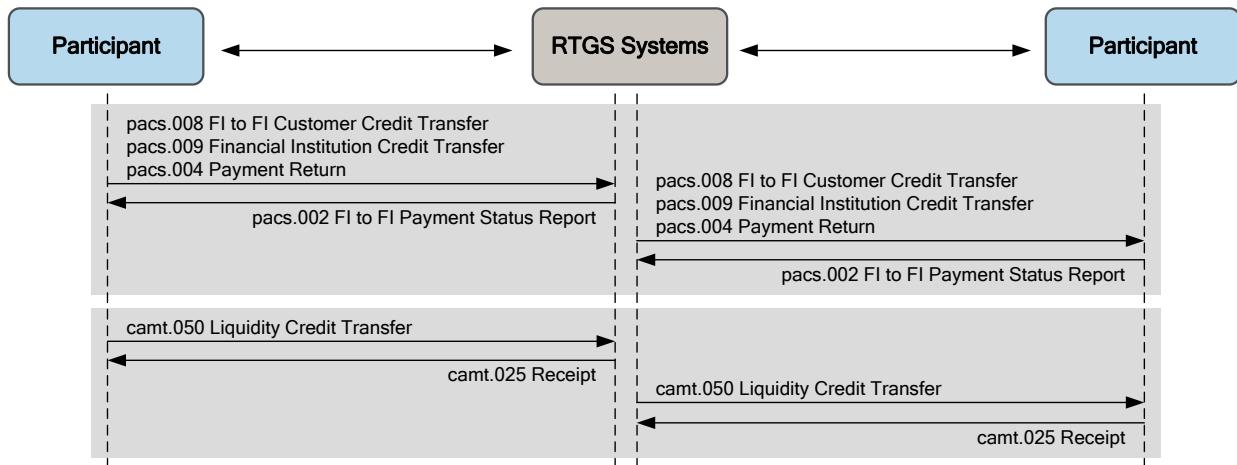 Participant
RTGS Systems
Participant
pacs.008 FI to FI Customer Credit Transfer
pacs.009 Financial Institution Credit Transfer
pacs.004 Payment Return
pacs.002 FI to FI Payment Status Report
pacs.008 FI to FI Customer Credit Transfer
pacs.009 Financial Institution Credit Transfer
pacs.004 Payment Return
pacs.002 FI to FI Payment Status Report
camt.050 Liquidity Credit Transfer
camt.025 Receipt
camt.050 Liquidity Credit Transfer
camt.025 Receipt